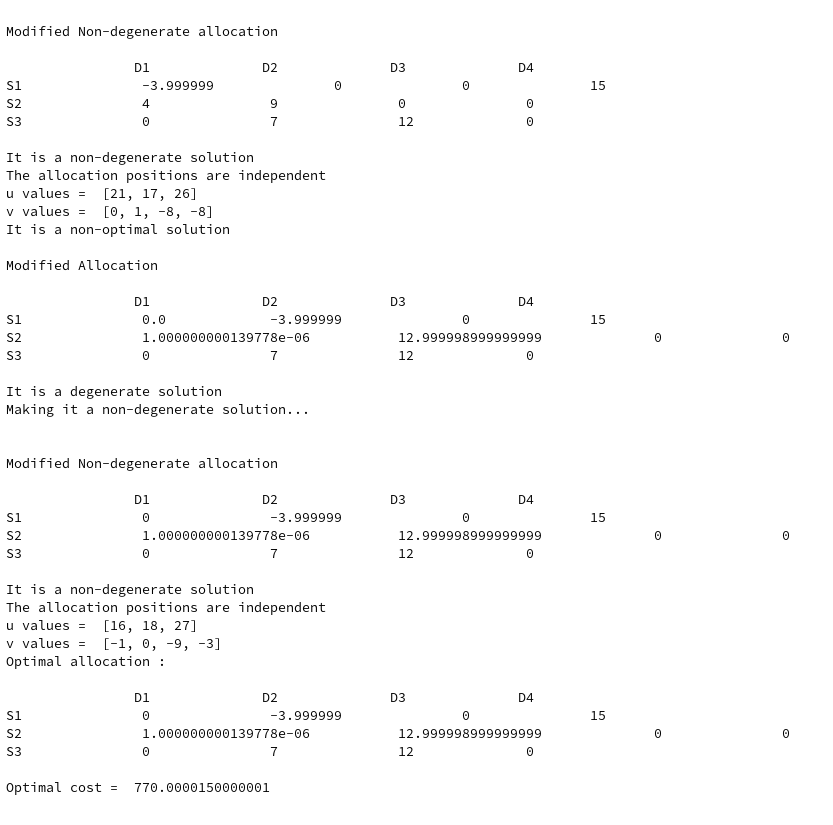 Modified Non-degenerate allocation
D1 D2 D3 D4
S1 -3.999999 0 0 15
S2 4 9 0 0
S3 0 7 12 0
It is a non-degenerate solution
The allocation positions are independent
u values = [21, 17, 26]
v values = [0, 1, -8, -8]
It is a non-optimal solution
Modified Allocation
D1 D2 D3 D4
S1 0.0 -3.999999 0 15
S2 1.000000000139778e-06 12.999998999999999 0 0
S3 0 7 12 0
It is a degenerate solution
Making it a non-degenerate solution...
Modified Non-degenerate allocation
D1 D2 D3 D4
S1 0 -3.999999 0 15
S2 1.000000000139778e-06 12.999998999999999 0 0
S3 0 7 12 0
It is a non-degenerate solution
The allocation positions are independent
u values = [16, 18, 27]
v values = [-1, 0, -9, -3]
Optimal allocation :
D1 D2 D3 D4
S1 0 -3.999999 0 15
S2 1.000000000139778e-06 12.999998999999999 0 0
S3 0 7 12 0
Optimal cost = 770.0000150000001